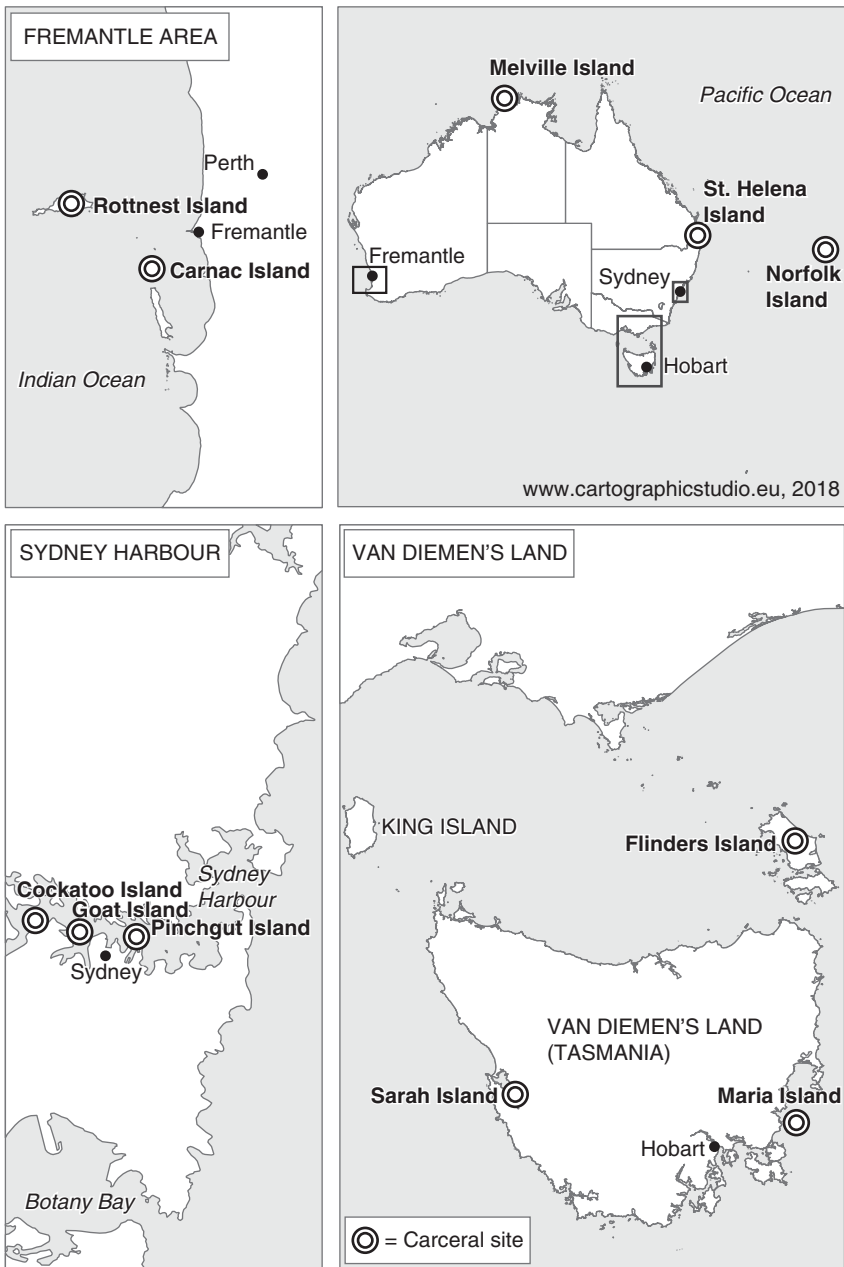 FREMANTLE AREA
Perth
Rottnest Island
Fremantle
Carnac Island
Indian Ocean
Melville Island
Pacific Ocean
St. Helena
Island
Fremantle
Sydney
Norfolk
Island
Hobart
www.cartographicstudio.eu, 2018
SYDNEY HARBOUR
Sydney
Harbour
Cockatoo Island
Goat Island
Pinchgut Island
Sydney
Botany Bay
VAN DIEMEN'S LAND
KING ISLAND
Flinders Island
VAN DIEMEN'S LAND
(TASMANIA)
Sarah Island
Maria Island
Hobart
= Carceral site